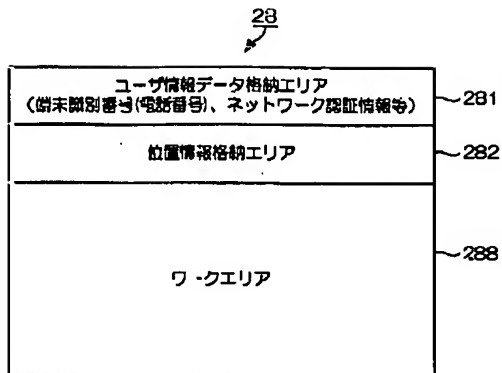 28
ユーザ情報データ格納エリア
(端末識別番号(電話番号)、ネットワーク認証情報等)
281
位置情報格納エリア
282
ワークエリア
288